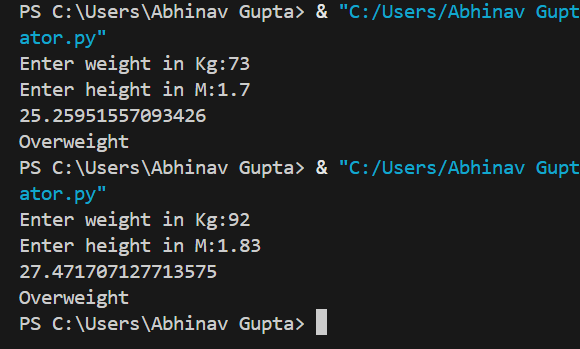 PS C:\Users\Abhinav Gupta> & "C:/Users/Abhinav Gupt
ator.py"
Enter weight in Kg:73
Enter height in M:1.7
25.25951557093426
Overweight
PS C:\Users\Abhinav Gupta> & "C:/Users/Abhinav Gupt
ator.py"
Enter weight in Kg:92
Enter height in M:1.83
27.471707127713575
Overweight
PS C:\Users\Abhinav Gupta>